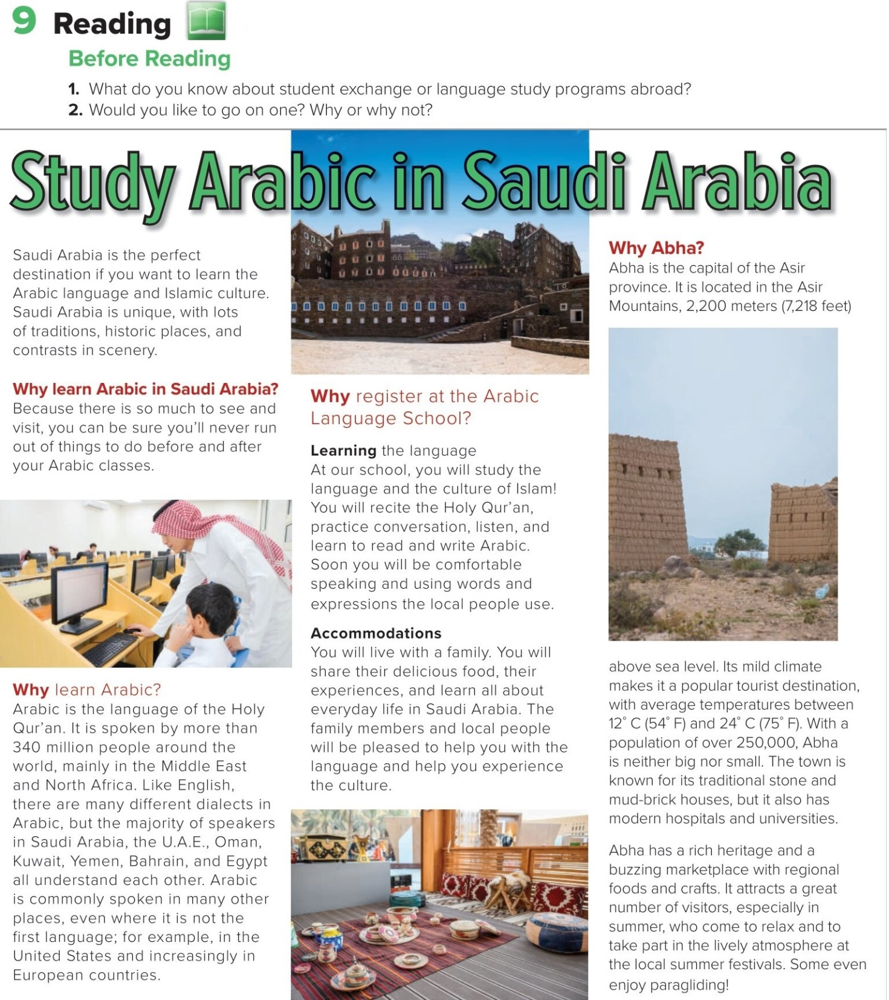 9 Reading
Before Reading
1. What do you know about student exchange or language study programs abroad?
2. Would you like to go on one? Why or why not?
Study Arabic in Saudi Arabia
Saudi Arabia is the perfect
destination if you want to learn the
Arabic language and Islamic culture.
Saudi Arabia is unique, with lots
of traditions, historic places, and
contrasts in scenery.
Why learn Arabic in Saudi Arabia?
Because there is so much to see and
visit, you can be sure you'll never run
out of things to do before and after
your Arabic classes.
Why learn Arabic?
Arabic is the language of the Holy
Qur'an. It is spoken by more than
340 million people around the
world, mainly in the Middle East
and North Africa. Like English,
there are many different dialects in
Arabic, but the majority of speakers
in Saudi Arabia, the U.A.E., Oman,
Kuwait, Yemen, Bahrain, and Egypt
all understand each other. Arabic
is commonly spoken in many other
places, even where it is not the
first language; for example, in the
United States and increasingly in
European countries.
Why register at the Arabic
Language School?
Learning the language
At our school, you will study the
language and the culture of Islam!
You will recite the Holy Qur'an,
practice conversation, listen, and
learn to read and write Arabic.
Soon you will be comfortable
speaking and using words and
expressions the local people use.
Accommodations
You will live with a family. You will
share their delicious food, their
experiences, and learn all about
everyday life in Saudi Arabia. The
family members and local people
will be pleased to help you with the
language and help you experience
the culture.
Why Abha?
Abha is the capital of the Asir
province. It is located in the Asir
Mountains, 2,200 meters (7,218 feet)
above sea level. Its mild climate
makes it a popular tourist destination,
with average temperatures between
12˚ C (54˚ F) and 24˚ C (75˚ F). With a
population of over 250,000, Abha
is neither big nor small. The town is
known for its traditional stone and
mud-brick houses, but it also has
modern hospitals and universities.
Abha has a rich heritage and a
buzzing marketplace with regional
foods and crafts. It attracts a great
number of visitors, especially in
summer, who come to relax and to
take part in the lively atmosphere at
the local summer festivals. Some even
enjoy paragliding!